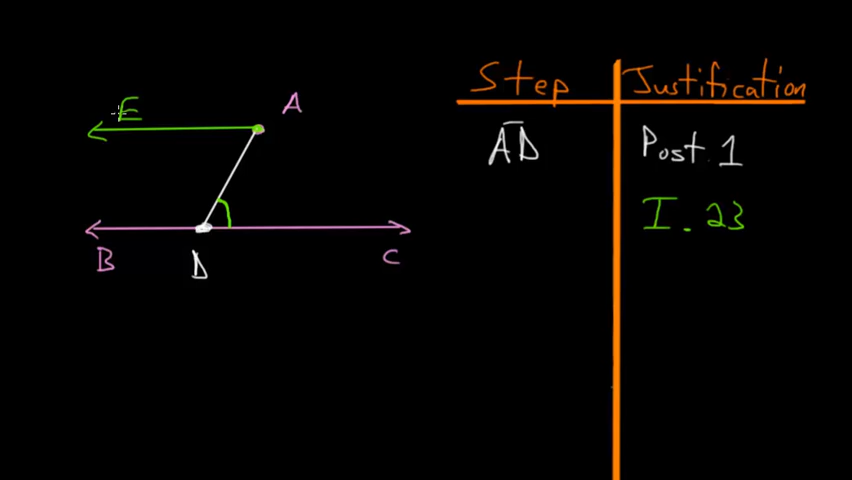 Step Justification
E A
AD Post. 1
I. 23
B D C